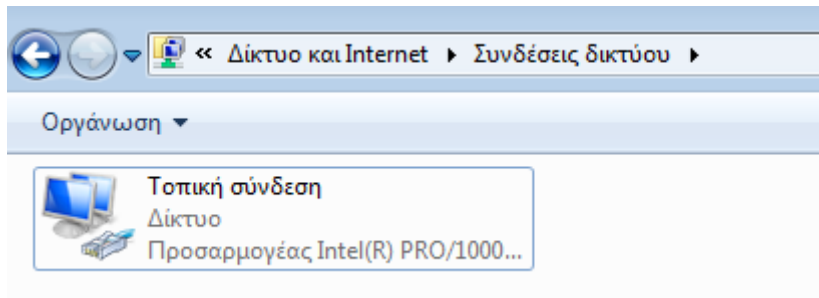 « Δίκτυο και Internet ▸ Συνδέσεις δικτύου ▸
Οργάνωση ▼
Τοπική σύνδεση
Δίκτυο
Προσαρμογέας Intel(R) PRO/1000...